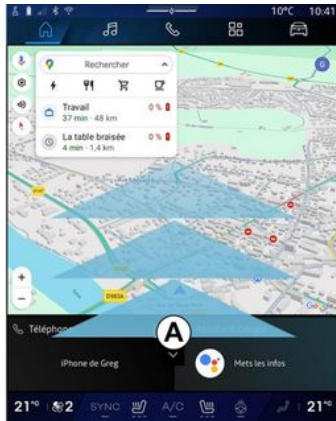 10°C 10:41
G
Rechercher
Travail 0 %
37 min · 48 km
La table braisée 0 %
4 min · 1,4 km
+
D983A
−
Google
Téléphone
A
iPhone de Greg
Mets les infos
21°C 2 SYNC A/C 21°C